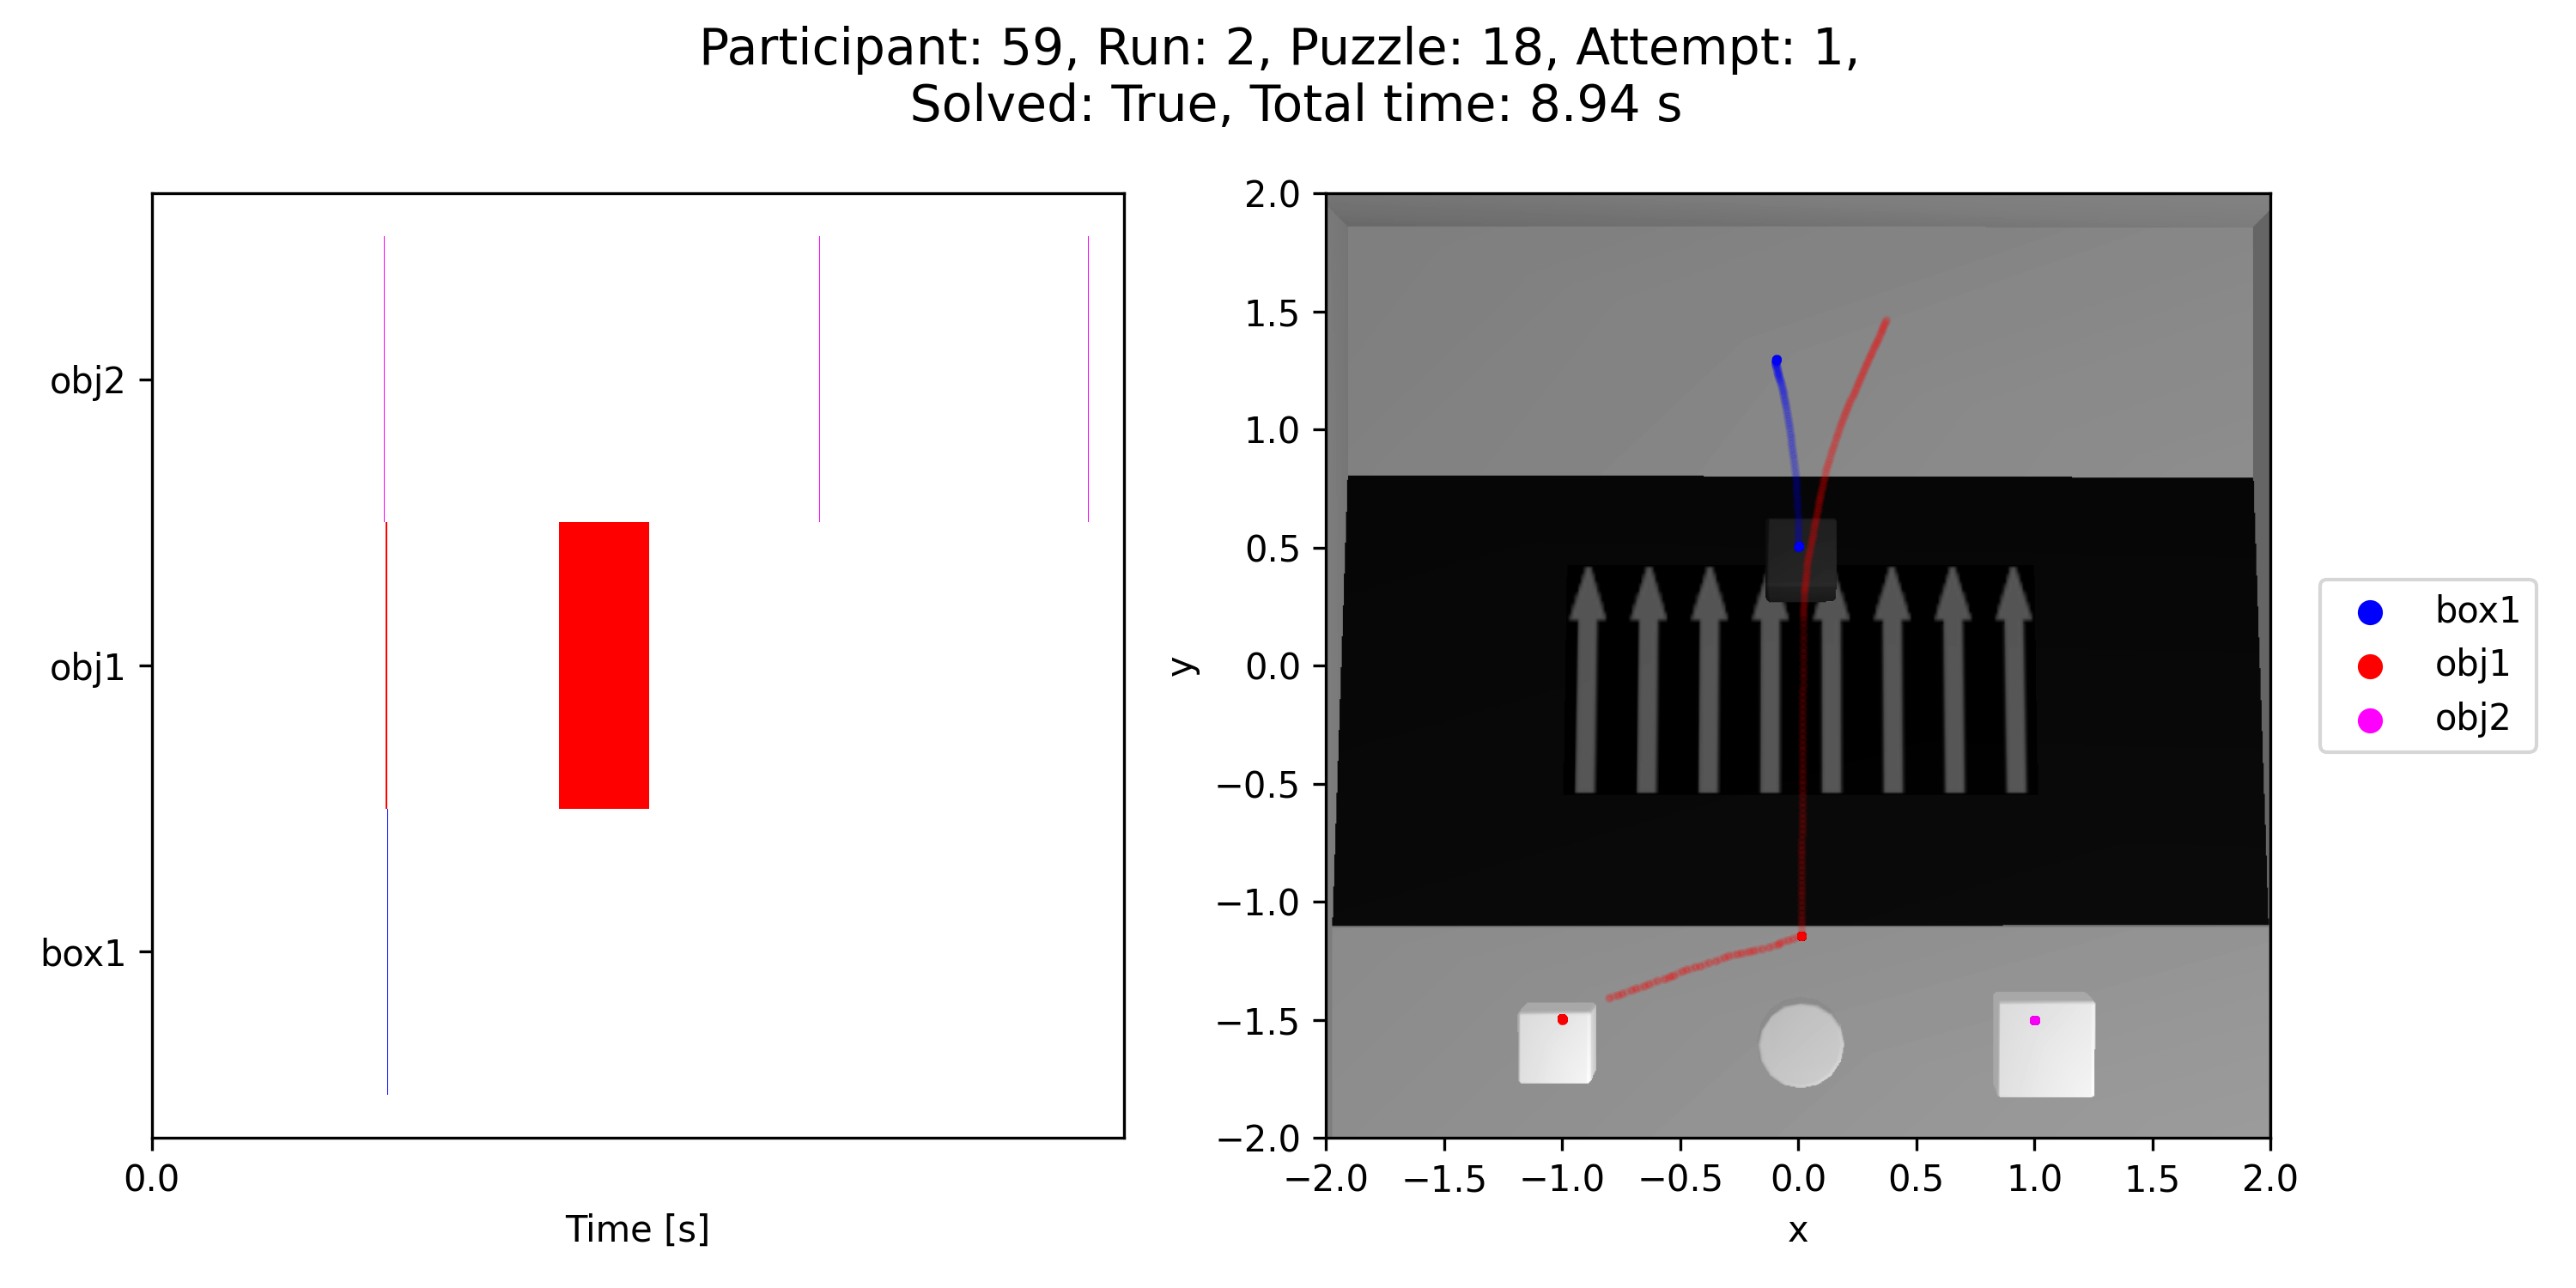 Participant: 59, Run: 2, Puzzle: 18, Attempt: 1,
Solved: True, Total time: 8.94 s
obj2
obj1
box1
0.0
Time [s]
2.0
1.5
1.0
0.5
0.0
−0.5
−1.0
−1.5
−2.0
y
−2.0 −1.5 −1.0 −0.5 0.0 0.5 1.0 1.5 2.0
x
box1
obj1
obj2